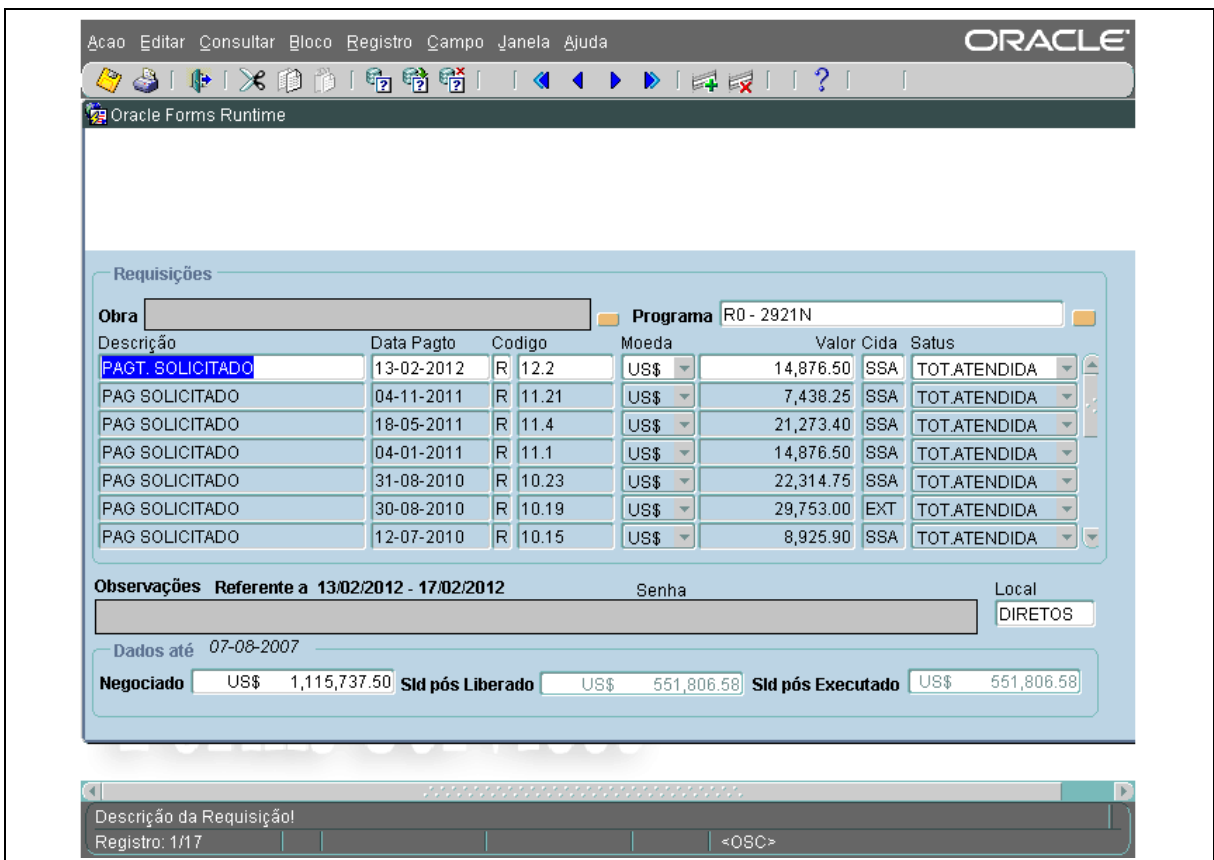 Acao Editar Consultar Bloco Registro Campo Janela Ajuda ORACLE
Oracle Forms Runtime
Requisições
Obra Programa R0 - 2921N
Descrição Data Pagto Codigo Moeda Valor Cida Satus
PAGT. SOLICITADO 13-02-2012 R 12.2 US$ 14,876.50 SSA TOT.ATENDIDA
PAG SOLICITADO 04-11-2011 R 11.21 US$ 7,438.25 SSA TOT.ATENDIDA
PAG SOLICITADO 18-05-2011 R 11.4 US$ 21,273.40 SSA TOT.ATENDIDA
PAG SOLICITADO 04-01-2011 R 11.1 US$ 14,876.50 SSA TOT.ATENDIDA
PAG SOLICITADO 31-08-2010 R 10.23 US$ 22,314.75 SSA TOT.ATENDIDA
PAG SOLICITADO 30-08-2010 R 10.19 US$ 29,753.00 EXT TOT.ATENDIDA
PAG SOLICITADO 12-07-2010 R 10.15 US$ 8,925.90 SSA TOT.ATENDIDA
Observações Referente a 13/02/2012 - 17/02/2012 Senha Local
DIRETOS
Dados até 07-08-2007
Negociado US$ 1,115,737.50 Sld pós Liberado US$ 551,806.58 Sld pós Executado US$ 551,806.58
Descrição da Requisição!
Registro: 1/17 <OSC>